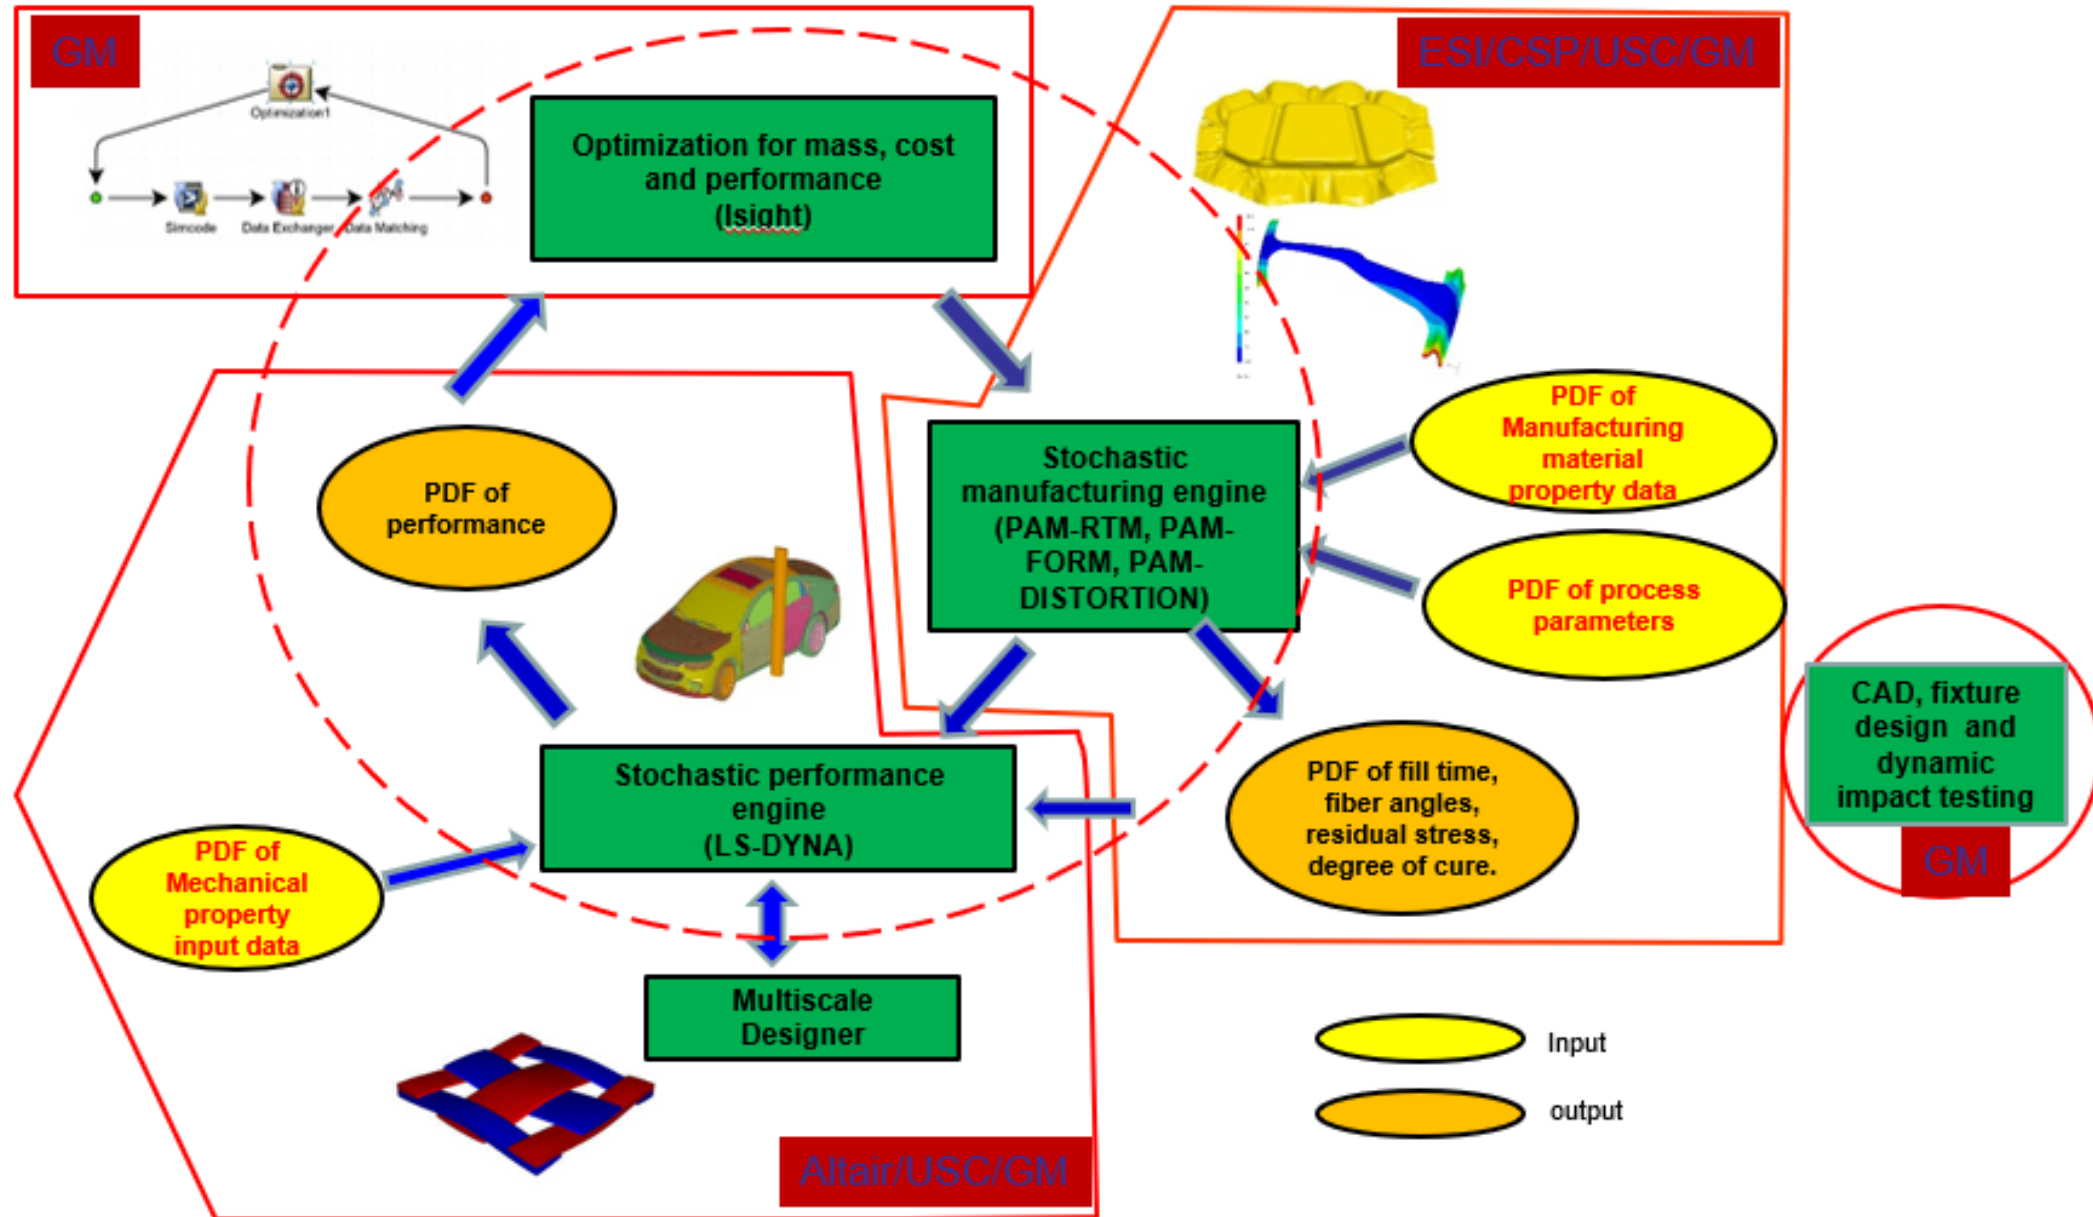 GM
Optimization1
Simcode
Data Exchanger
Data Matching
Optimization for mass, cost
and performance
(Isight)
ESI/CSP/USC/GM
PDF of
Manufacturing
material
property data
Stochastic
manufacturing engine
(PAM-RTM, PAM-
FORM, PAM-
DISTORTION)
PDF of process
parameters
PDF of
performance
CAD, fixture
design and
dynamic
impact testing
GM
Stochastic performance
engine
(LS-DYNA)
PDF of fill time,
fiber angles,
residual stress,
degree of cure.
PDF of
Mechanical
property
input data
Multiscale
Designer
Altair/USC/GM
Input
output